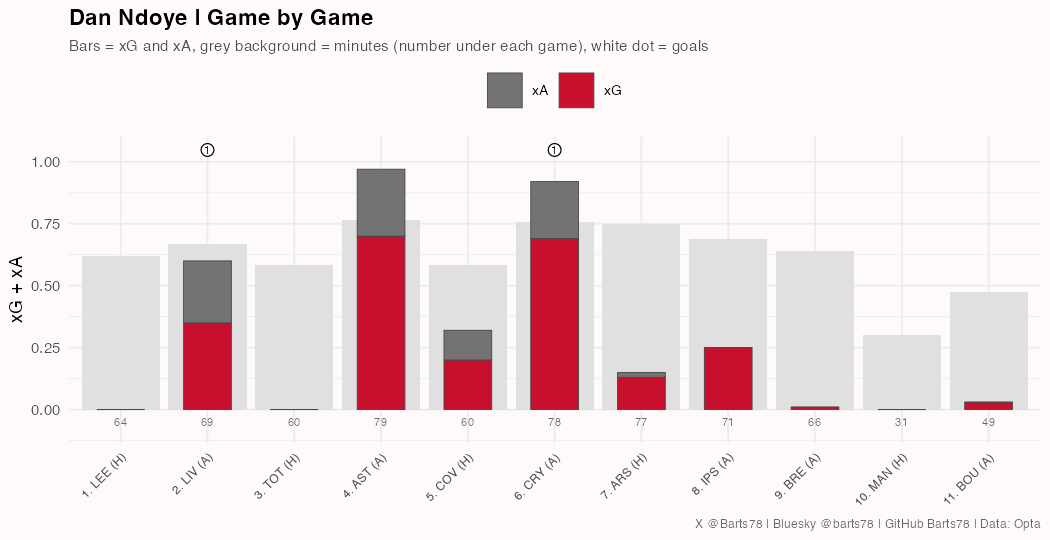 Dan Ndoye | Game by Game
Bars = xG and xA, grey background = minutes (number under each game), white dot = goals
xA xG
1 1
xG + xA
1.00
0.75
0.50
0.25
0.00
64 69 60 79 60 78 77 71 66 31 49
1. LEE (H) 2. LIV (A) 3. TOT (H) 4. AST (A) 5. COV (H) 6. CRY (A) 7. ARS (H) 8. IPS (A) 9. BRE (A) 10. MAN (H) 11. BOU (A)
X @Barts78 | Bluesky @barts78 | GitHub Barts78 | Data: Opta